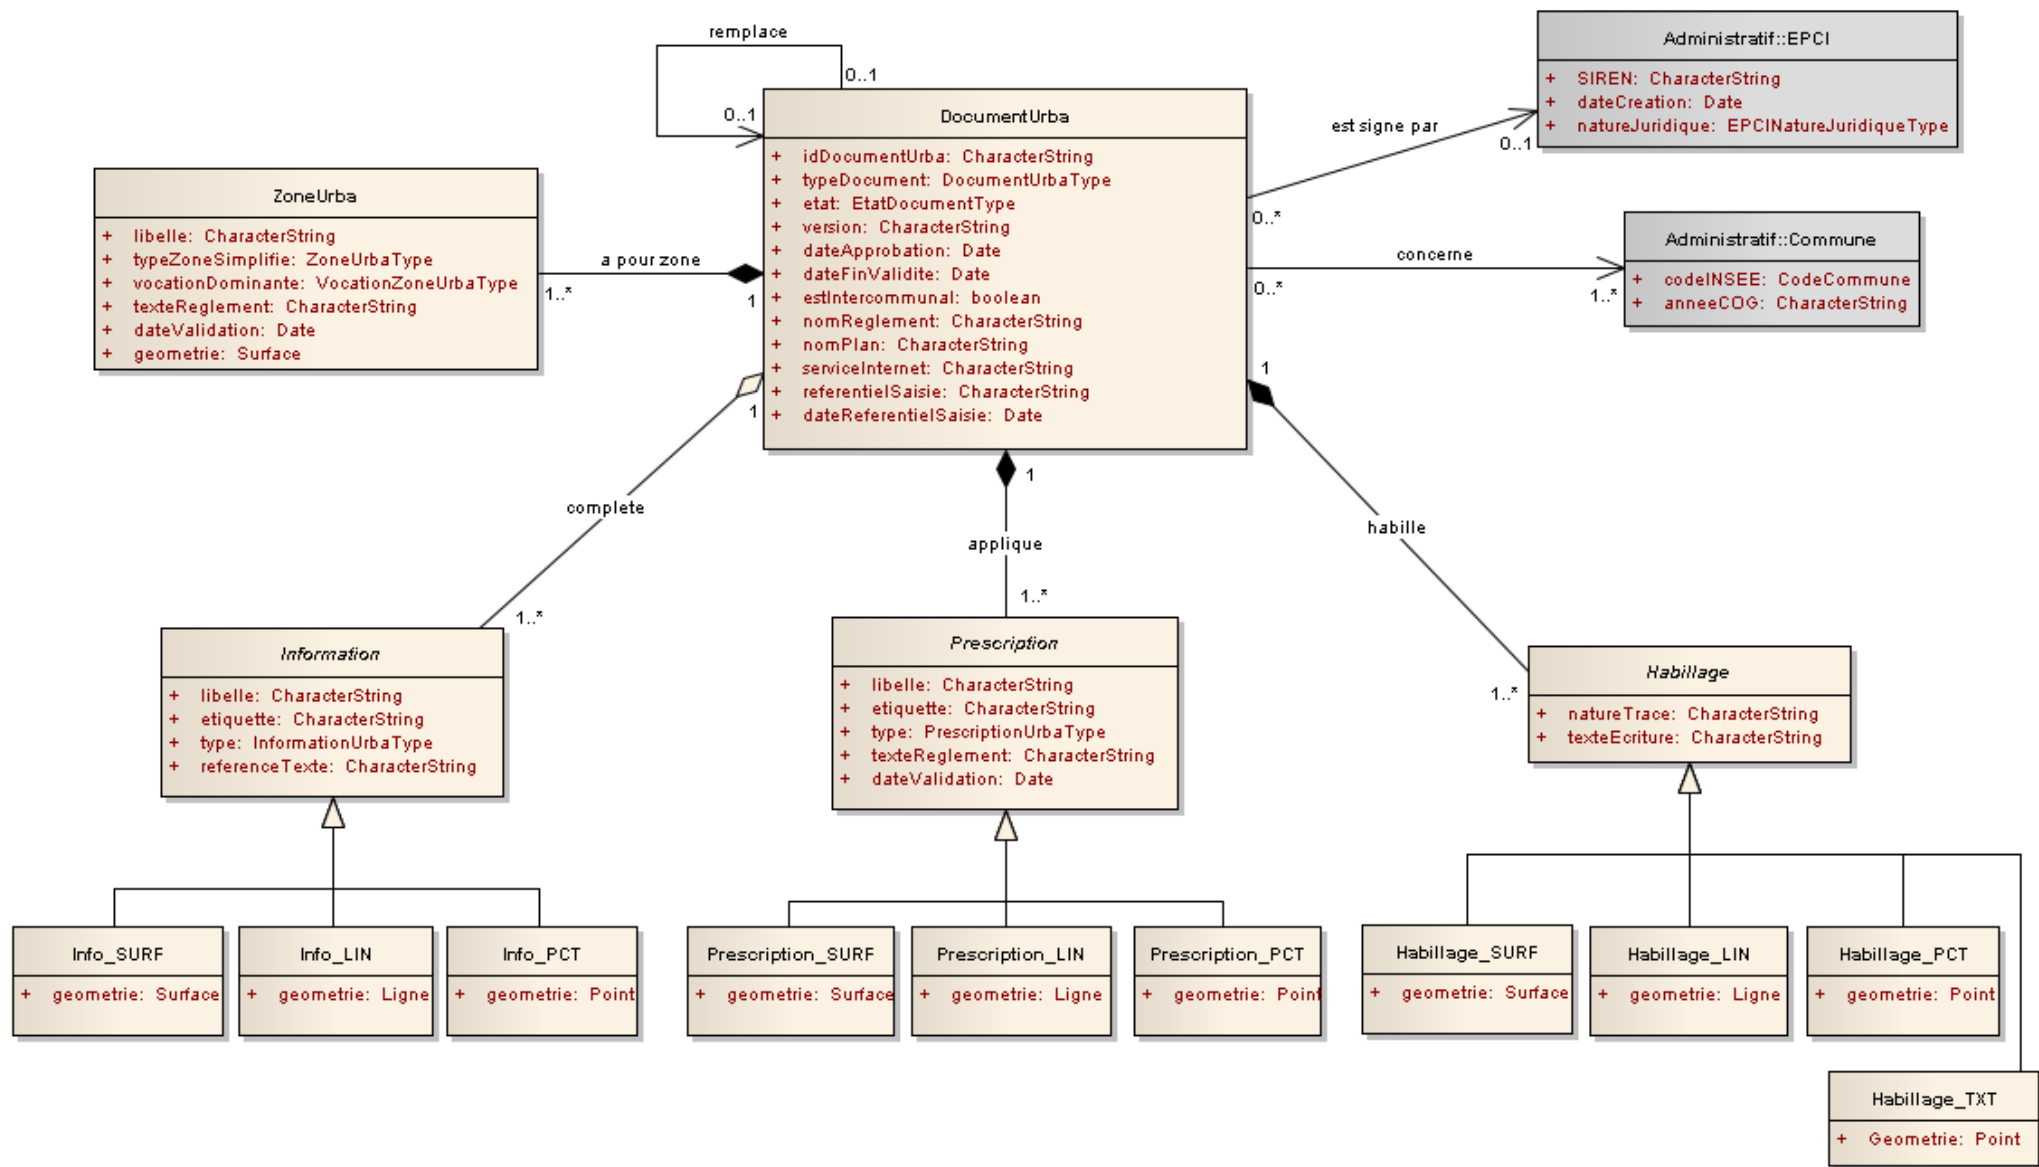 remplace
0..1
0..1
Administratif::EPCI
+ SIREN: CharacterString
+ dateCreation: Date
+ natureJuridique: EPCINatureJuridiqueType
est signe par
0..1
0..*
DocumentUrba
+ idDocumentUrba: CharacterString
+ typeDocument: DocumentUrbaType
+ etat: EtatDocumentType
+ version: CharacterString
+ dateApprobation: Date
+ dateFinValidite: Date
+ estIntercommunal: boolean
+ nomReglement: CharacterString
+ nomPlan: CharacterString
+ serviceInternet: CharacterString
+ referentielSaisie: CharacterString
+ dateReferentielSaisie: Date
ZoneUrba
+ libelle: CharacterString
+ typeZoneSimplifie: ZoneUrbaType
+ vocationDominante: VocationZoneUrbaType
+ texteReglement: CharacterString
+ dateValidation: Date
+ geometrie: Surface
a pour zone
1..*
1
Administratif::Commune
+ codeINSEE: CodeCommune
+ anneeCOG: CharacterString
concerne
0..*
1..*
1
complete
1..*
1
applique
1..*
1
habille
1..*
Information
+ libelle: CharacterString
+ etiquette: CharacterString
+ type: InformationUrbaType
+ referenceTexte: CharacterString
Prescription
+ libelle: CharacterString
+ etiquette: CharacterString
+ type: PrescriptionUrbaType
+ texteReglement: CharacterString
+ dateValidation: Date
Habillage
+ natureTrace: CharacterString
+ texteEcriture: CharacterString
Info_SURF
+ geometrie: Surface
Info_LIN
+ geometrie: Ligne
Info_PCT
+ geometrie: Point
Prescription_SURF
+ geometrie: Surface
Prescription_LIN
+ geometrie: Ligne
Prescription_PCT
+ geometrie: Point
Habillage_SURF
+ geometrie: Surface
Habillage_LIN
+ geometrie: Ligne
Habillage_PCT
+ geometrie: Point
Habillage_TXT
+ Geometrie: Point